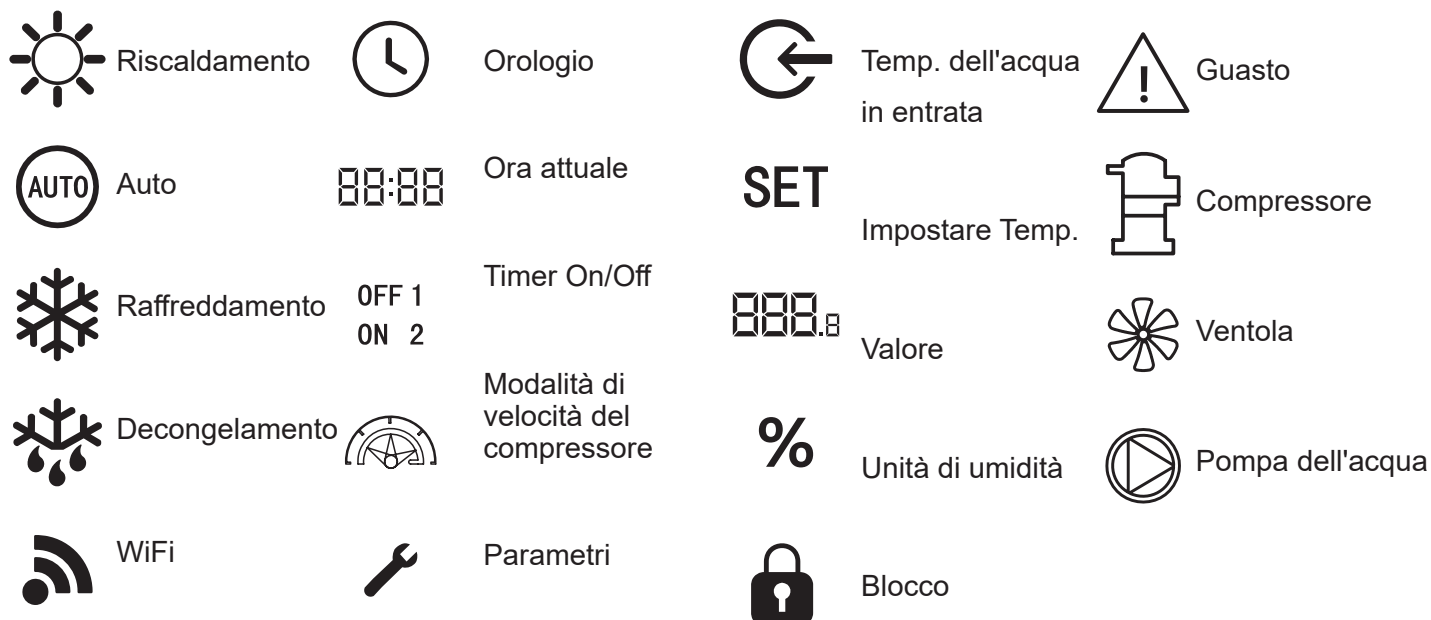 Riscaldamento
Orologio
Temp. dell'acqua
in entrata
Guasto
AUTO
Auto
88:88
Ora attuale
SET
Impostare Temp.
Compressore
Raffreddamento
OFF 1
ON 2
Timer On/Off
888.8
Valore
Ventola
Decongelamento
Modalità di
velocità del
compressore
%
Unità di umidità
Pompa dell'acqua
WiFi
Parametri
Blocco